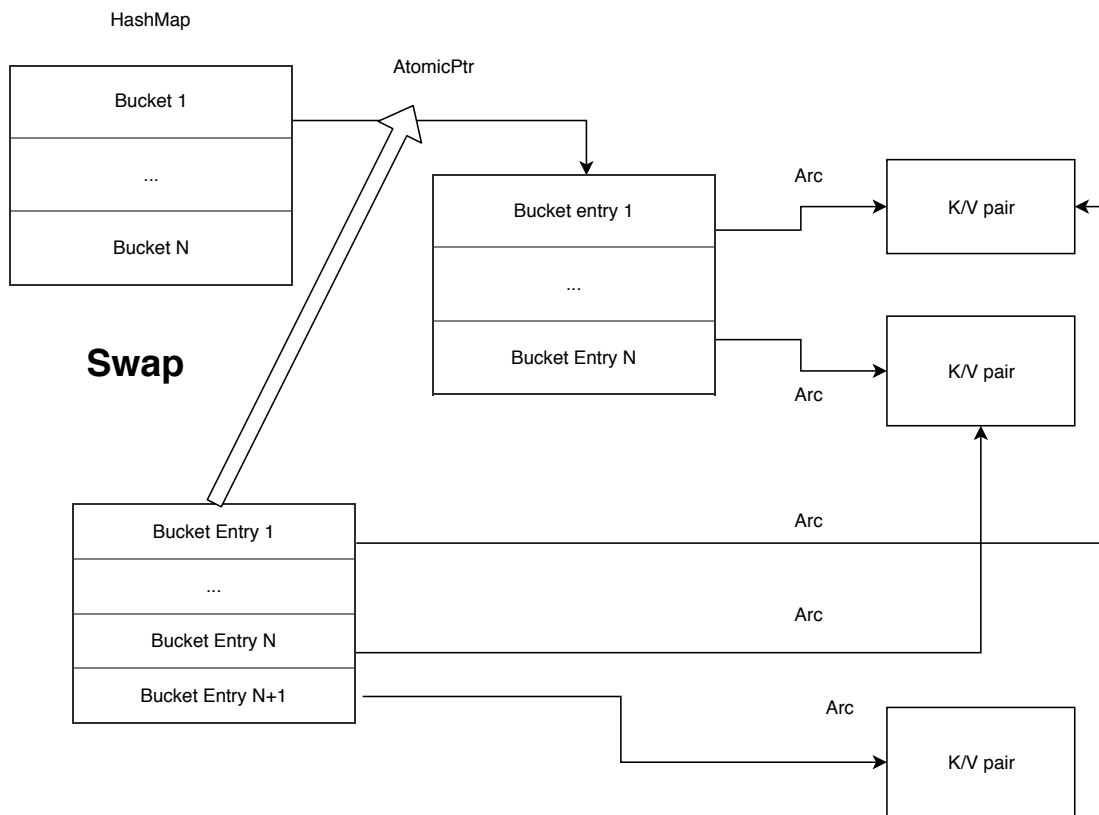 HashMap
AtomicPtr
Bucket 1
...
Bucket N
Bucket entry 1
...
Bucket Entry N
Arc
K/V pair
Arc
K/V pair
Swap
Bucket Entry 1
...
Bucket Entry N
Bucket Entry N+1
Arc
Arc
Arc
K/V pair